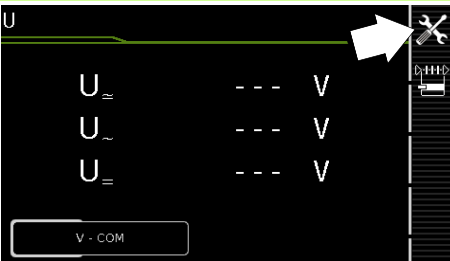 U
U≃ --- V
U~ --- V
U= --- V
V - COM